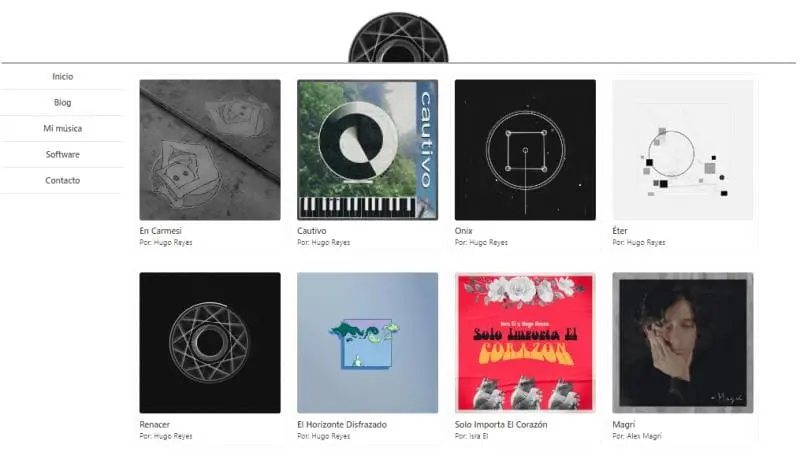 Inicio
Blog
Mi música
Software
Contacto
cautivo
En Carmesi
Por: Hugo Reyes
Cautivo
Por: Hugo Reyes
Onix
Por: Hugo Reyes
Éter
Por: Hugo Reyes
Isra El y Hugo Reyes
Solo Importa El
CORAZÓN
Magrí
Renacer
Por: Hugo Reyes
El Horizonte Disfrazado
Por: Hugo Reyes
Solo Importa El Corazón
Por: Isra El
Magrí
Por: Alex Magrí